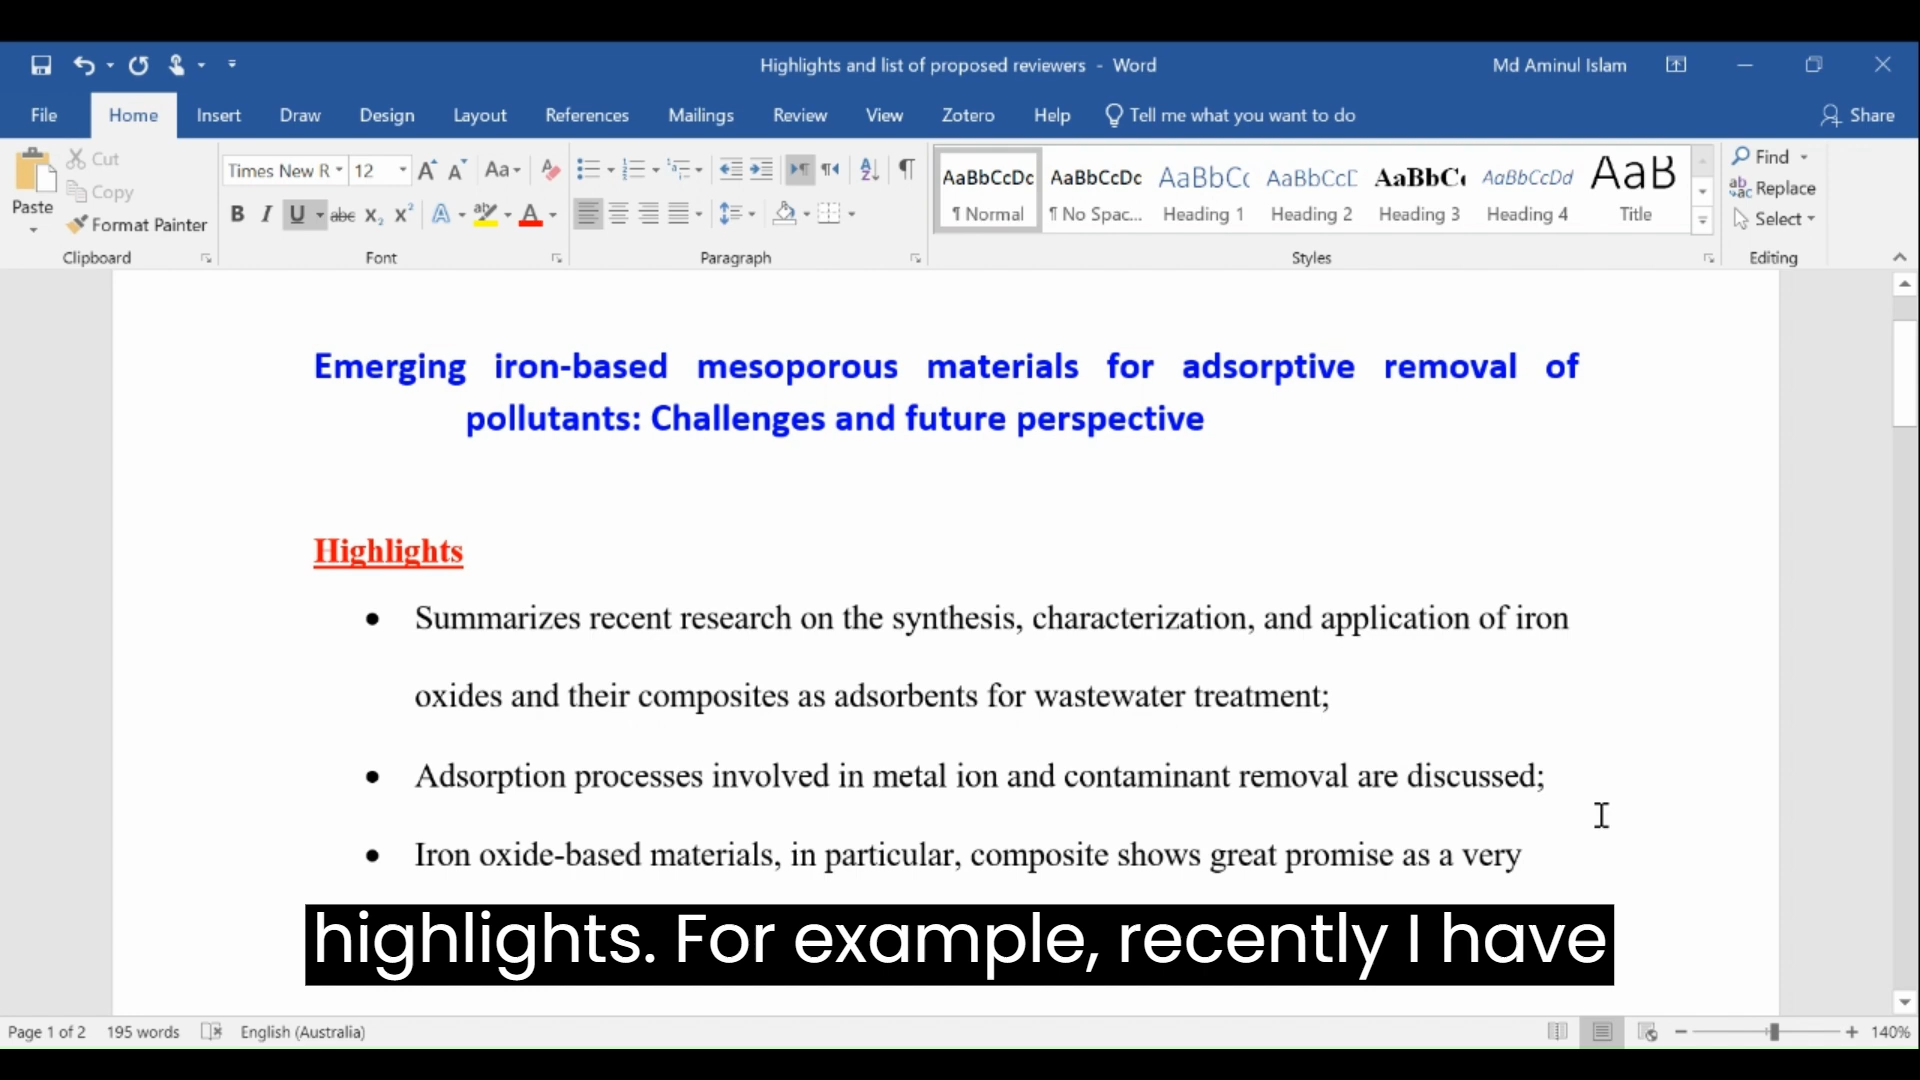 Highlights and list of proposed reviewers - Word
Md Aminul Islam
File Home Insert Draw Design Layout References Mailings Review View Zotero Help Tell me what you want to do Share
Paste
Cut
Copy
Format Painter
Clipboard
Times New R 12
Font
Paragraph
AaBbCcDc AaBbCcDc AaBbCc AaBbCcD AaBbCc AaBbCcDd AaB
¶ Normal ¶ No Spac... Heading 1 Heading 2 Heading 3 Heading 4 Title
Styles
Find
Replace
Select
Editing
Emerging iron-based mesoporous materials for adsorptive removal of
pollutants: Challenges and future perspective
Highlights
• Summarizes recent research on the synthesis, characterization, and application of iron
oxides and their composites as adsorbents for wastewater treatment;
• Adsorption processes involved in metal ion and contaminant removal are discussed;
• Iron oxide-based materials, in particular, composite shows great promise as a very
highlights. For example, recently I have
Page 1 of 2 195 words English (Australia) 140%